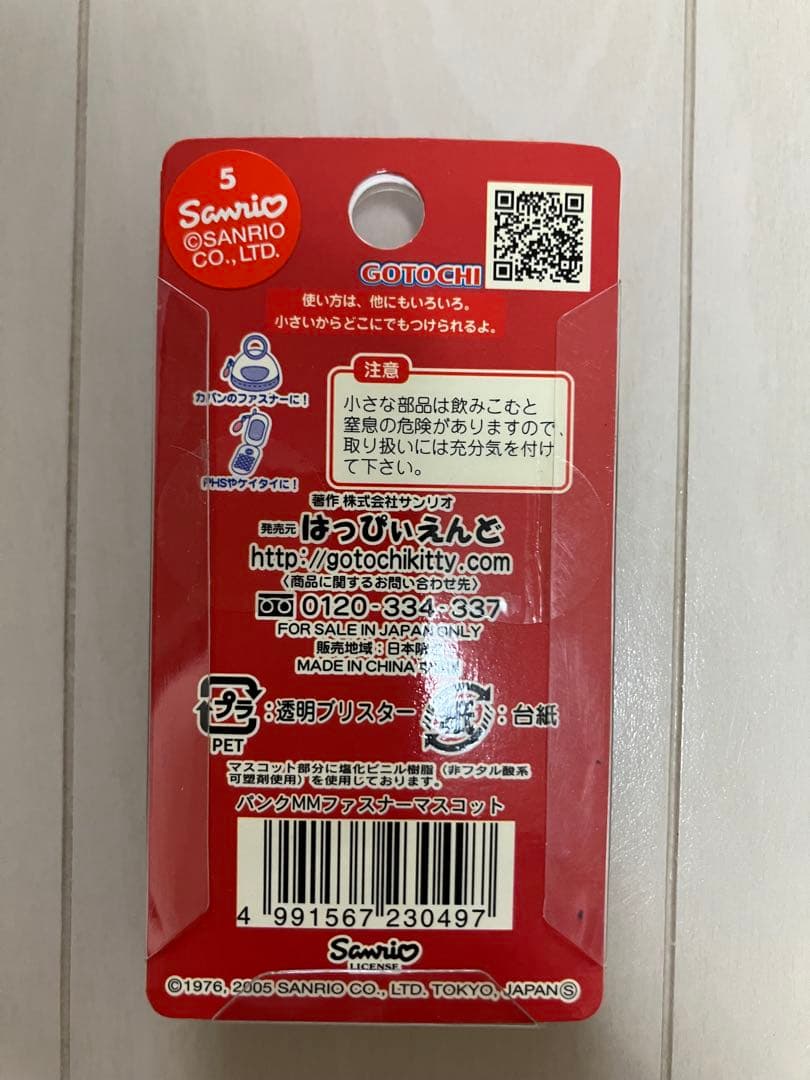 5
Sanrio
©SANRIO
CO., LTD.
GOTOCHI
使い方は、他にもいろいろ。
小さいからどこにでもつけられるよ。
カバンのファスナーに!
PHSやケイタイに!
注意
小さな部品は飲みこむと
窒息の危険がありますので、
取り扱いには充分気を付け
て下さい。
著作 株式会社サンリオ
発売元 はっぴぃえんど
http://gotochikitty.com
〈商品に関するお問い合わせ先〉
0120-334-337
FOR SALE IN JAPAN ONLY
販売地域:日本限定
MADE IN CHINA
プラ:透明ブリスター
PET
紙:台紙
マスコット部分に塩化ビニル樹脂(非フタル酸系
可塑剤使用)を使用しております。
バンクMMファスナーマスコット
4 991567 230497
Sanrio
LICENSE
©1976, 2005 SANRIO CO., LTD. TOKYO, JAPAN Ⓢ